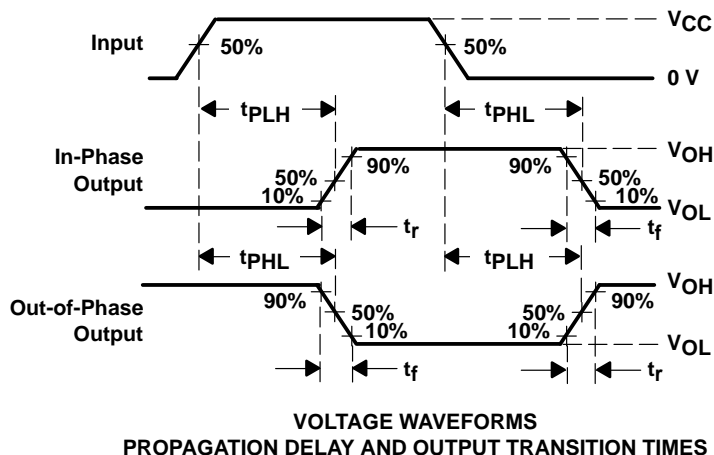 VCC
Input
50%
50%
0 V
tPLH
tPHL
In-Phase
Output
90%
90%
VOH
50%
10%
50%
10%
VOL
tr
tf
tPHL
tPLH
Out-of-Phase
Output
90%
50%
10%
VOH
90%
50%
10%
VOL
tf
tr
VOLTAGE WAVEFORMS
PROPAGATION DELAY AND OUTPUT TRANSITION TIMES